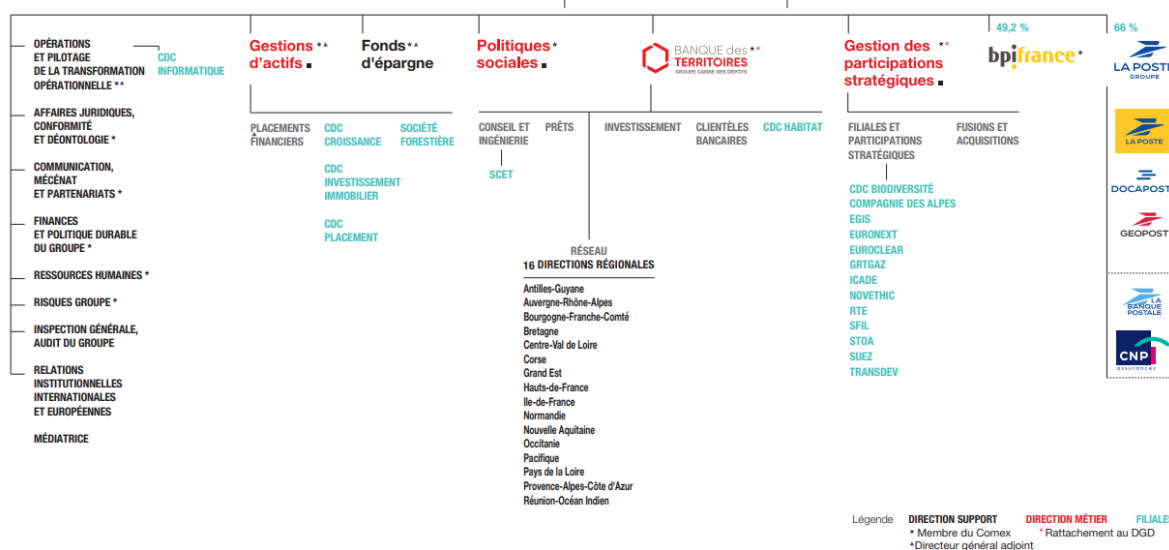 OPÉRATIONS
ET PILOTAGE
DE LA TRANSFORMATION
OPÉRATIONNELLE *▲
CDC
INFORMATIQUE
AFFAIRES JURIDIQUES,
CONFORMITÉ
ET DÉONTOLOGIE *
COMMUNICATION,
MÉCÉNAT
ET PARTENARIATS *
FINANCES
ET POLITIQUE DURABLE
DU GROUPE *
RESSOURCES HUMAINES *
RISQUES GROUPE *
INSPECTION GÉNÉRALE,
AUDIT DU GROUPE
RELATIONS
INSTITUTIONNELLES
INTERNATIONALES
ET EUROPÉENNES
MÉDIATRICE
Gestions *▲
d'actifs ■
PLACEMENTS
FINANCIERS
CDC
CROISSANCE
CDC
INVESTISSEMENT
IMMOBILIER
CDC
PLACEMENT
SOCIÉTÉ
FORESTIÈRE
Fonds *▲
d'épargne
Politiques *
sociales ■
BANQUE des **
TERRITOIRES
GROUPE CAISSE DES DÉPÔTS
CONSEIL ET
INGÉNIERIE
SCET
PRÊTS
INVESTISSEMENT
CLIENTÈLES
BANCAIRES
CDC HABITAT
RÉSEAU
16 DIRECTIONS RÉGIONALES
Antilles-Guyane
Auvergne-Rhône-Alpes
Bourgogne-Franche-Comté
Bretagne
Centre-Val de Loire
Corse
Grand Est
Hauts-de-France
Ile-de-France
Normandie
Nouvelle Aquitaine
Occitanie
Pacifique
Pays de la Loire
Provence-Alpes-Côte d'Azur
Réunion-Océan Indien
Gestion des **
participations
stratégiques ■
FILIALES ET
PARTICIPATIONS
STRATÉGIQUES
CDC BIODIVERSITÉ
COMPAGNIE DES ALPES
EGIS
EURONEXT
EUROCLEAR
GRTGAZ
ICADE
NOVETHIC
RTE
SFIL
STOA
SUEZ
TRANSDEV
FUSIONS ET
ACQUISITIONS
49,2 %
bpifrance *
66 %
LA POSTE
GROUPE
LA POSTE
DOCAPOST
GEOPOST
LA
BANQUE
POSTALE
CNP
assurances
Légende
DIRECTION SUPPORT
DIRECTION MÉTIER
FILIALES
* Membre du Comex
* Rattachement au DGD
▲Directeur général adjoint